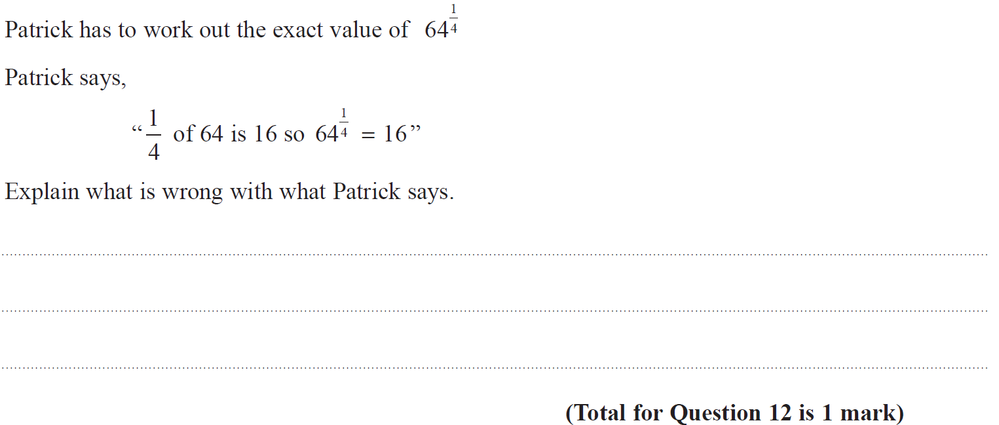 Patrick has to work out the exact value of 64^{\frac{1}{4}}
Patrick says,
“\frac{1}{4} of 64 is 16 so 64^{\frac{1}{4}} = 16”
Explain what is wrong with what Patrick says.
(Total for Question 12 is 1 mark)